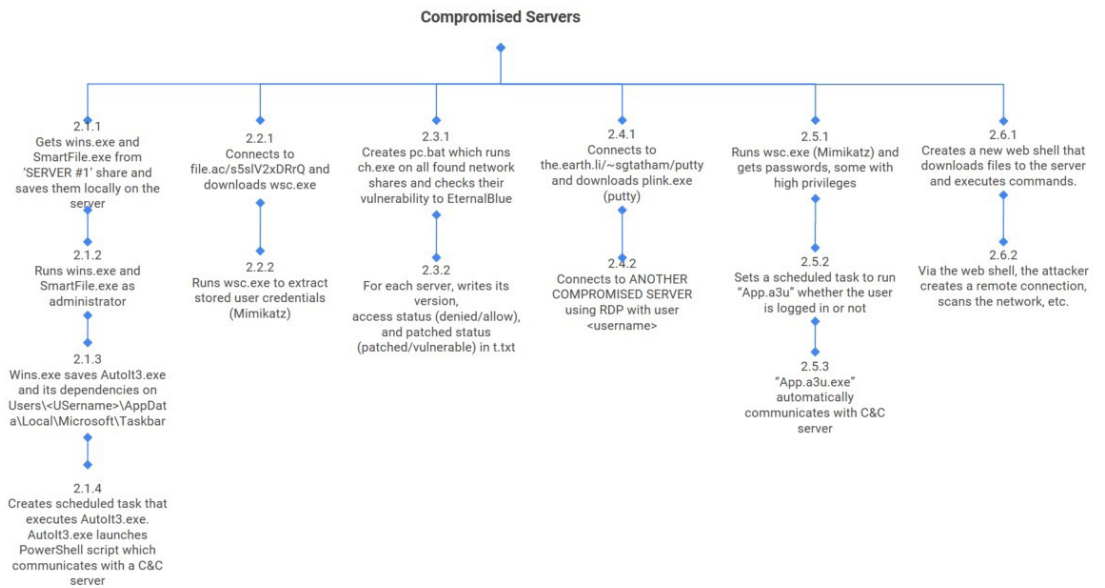 Compromised Servers
2.1.1
Gets wins.exe and
SmartFile.exe from
'SERVER #1' share and
saves them locally on the
server
2.1.2
Runs wins.exe and
SmartFile.exe as
administrator
2.1.3
Wins.exe saves AutoIt3.exe
and its dependencies on
Users\<USername>\AppDat
a\Local\Microsoft\Taskbar
2.1.4
Creates scheduled task that
executes AutoIt3.exe.
AutoIt3.exe launches
PowerShell script which
communicates with a C&C
server
2.2.1
Connects to
file.ac/s5slV2xDRrQ and
downloads wsc.exe
2.2.2
Runs wsc.exe to extract
stored user credentials
(Mimikatz)
2.3.1
Creates pc.bat which runs
ch.exe on all found network
shares and checks their
vulnerability to EternalBlue
2.3.2
For each server, writes its
version,
access status (denied/allow),
and patched status
(patched/vulnerable) in t.txt
2.4.1
Connects to
the.earth.li/~sgtatham/putty
and downloads plink.exe
(putty)
2.4.2
Connects to ANOTHER
COMPROMISED SERVER
using RDP with user
<username>
2.5.1
Runs wsc.exe (Mimikatz) and
gets passwords, some with
high privileges
2.5.2
Sets a scheduled task to run
"App.a3u" whether the user
is logged in or not
2.5.3
"App.a3u.exe"
automatically
communicates with C&C
server
2.6.1
Creates a new web shell that
downloads files to the server
and executes commands.
2.6.2
Via the web shell, the attacker
creates a remote connection,
scans the network, etc.